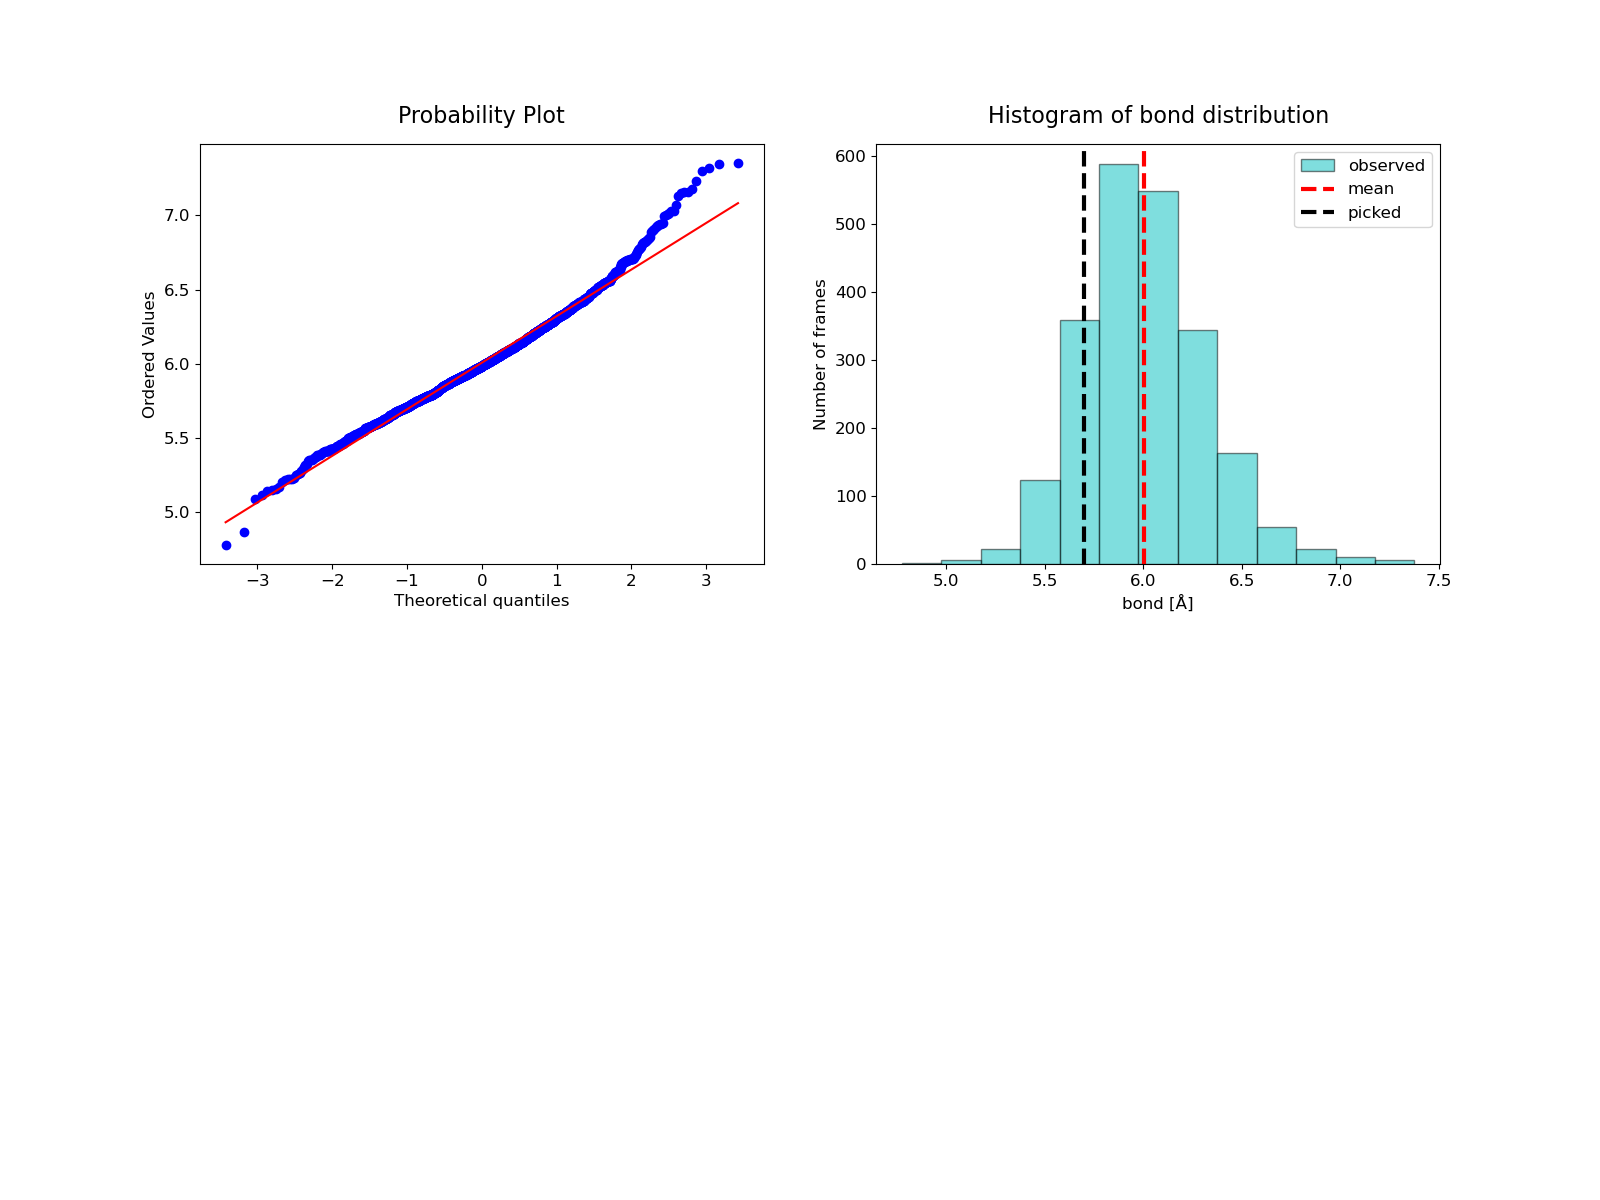 Probability Plot
Ordered Values
7.0
6.5
6.0
5.5
5.0
−3 −2 −1 0 1 2 3
Theoretical quantiles
Histogram of bond distribution
Number of frames
600
500
400
300
200
100
0
observed
mean
picked
5.0 5.5 6.0 6.5 7.0 7.5
bond [Å]